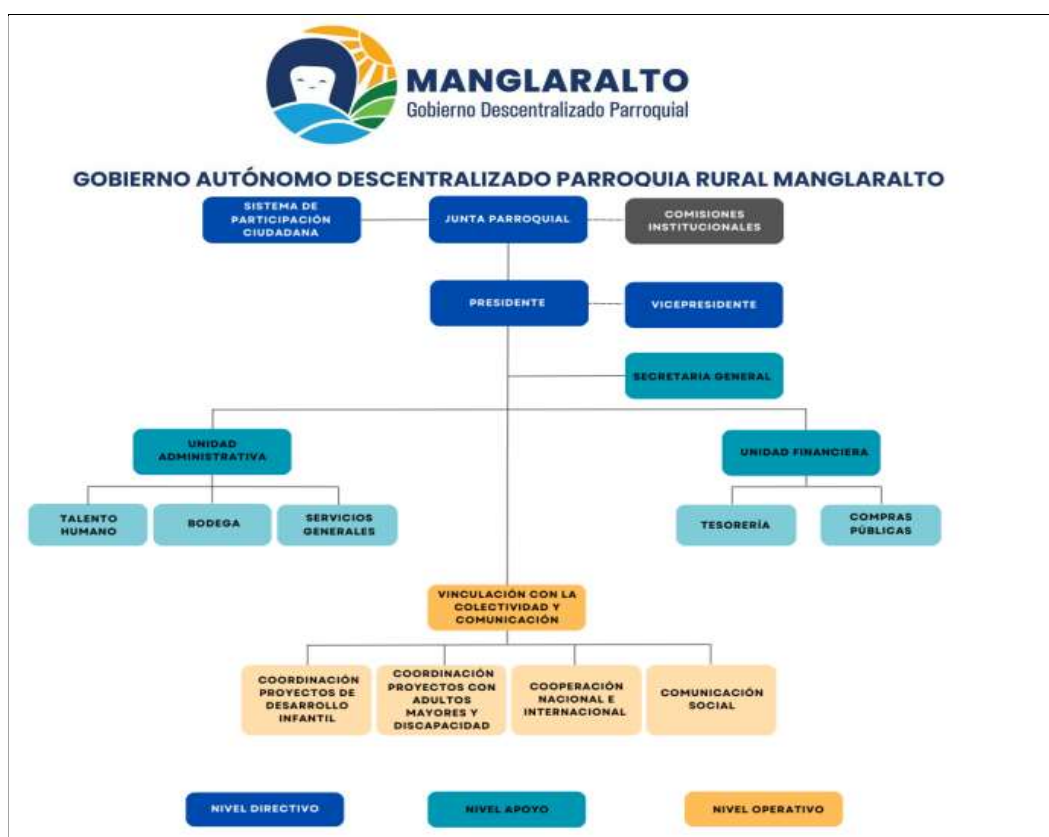 MANGLARALTO
Gobierno Descentralizado Parroquial
GOBIERNO AUTÓNOMO DESCENTRALIZADO PARROQUIA RURAL MANGLARALTO
SISTEMA DE
PARTICIPACIÓN
CIUDADANA
JUNTA PARROQUIAL
COMISIONES
INSTITUCIONALES
PRESIDENTE
VICEPRESIDENTE
SECRETARIA GENERAL
UNIDAD
ADMINISTRATIVA
UNIDAD FINANCIERA
TALENTO
HUMANO
BODEGA
SERVICIOS
GENERALES
TESORERÍA
COMPRAS
PÚBLICAS
VINCULACIÓN CON LA
COLECTIVIDAD Y
COMUNICACIÓN
COORDINACIÓN
PROYECTOS DE
DESARROLLO
INFANTIL
COORDINACIÓN
PROYECTOS CON
ADULTOS
MAYORES Y
DISCAPACIDAD
COOPERACIÓN
NACIONAL E
INTERNACIONAL
COMUNICACIÓN
SOCIAL
NIVEL DIRECTIVO
NIVEL APOYO
NIVEL OPERATIVO